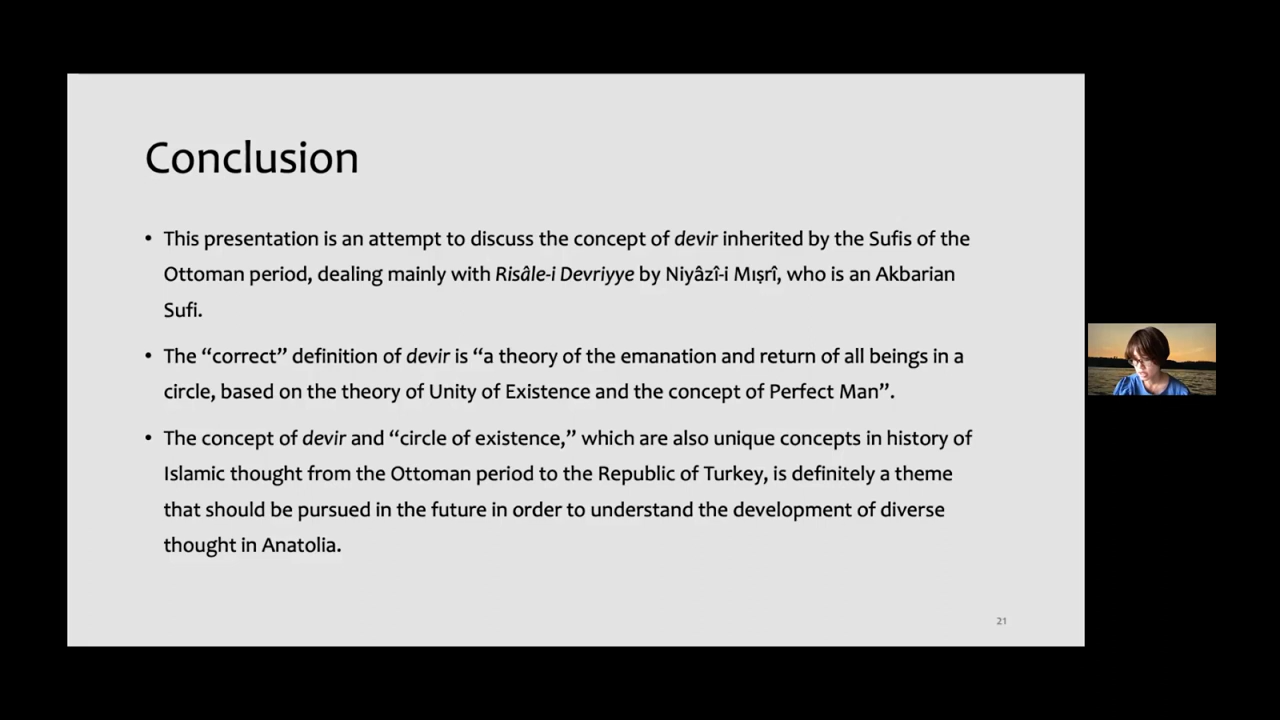 Conclusion
• This presentation is an attempt to discuss the concept of devir inherited by the Sufis of the
Ottoman period, dealing mainly with Risâle-i Devriyye by Niyâzî-i Mıṣrî, who is an Akbarian
Sufi.
• The “correct” definition of devir is “a theory of the emanation and return of all beings in a
circle, based on the theory of Unity of Existence and the concept of Perfect Man”.
• The concept of devir and “circle of existence,” which are also unique concepts in history of
Islamic thought from the Ottoman period to the Republic of Turkey, is definitely a theme
that should be pursued in the future in order to understand the development of diverse
thought in Anatolia.
21